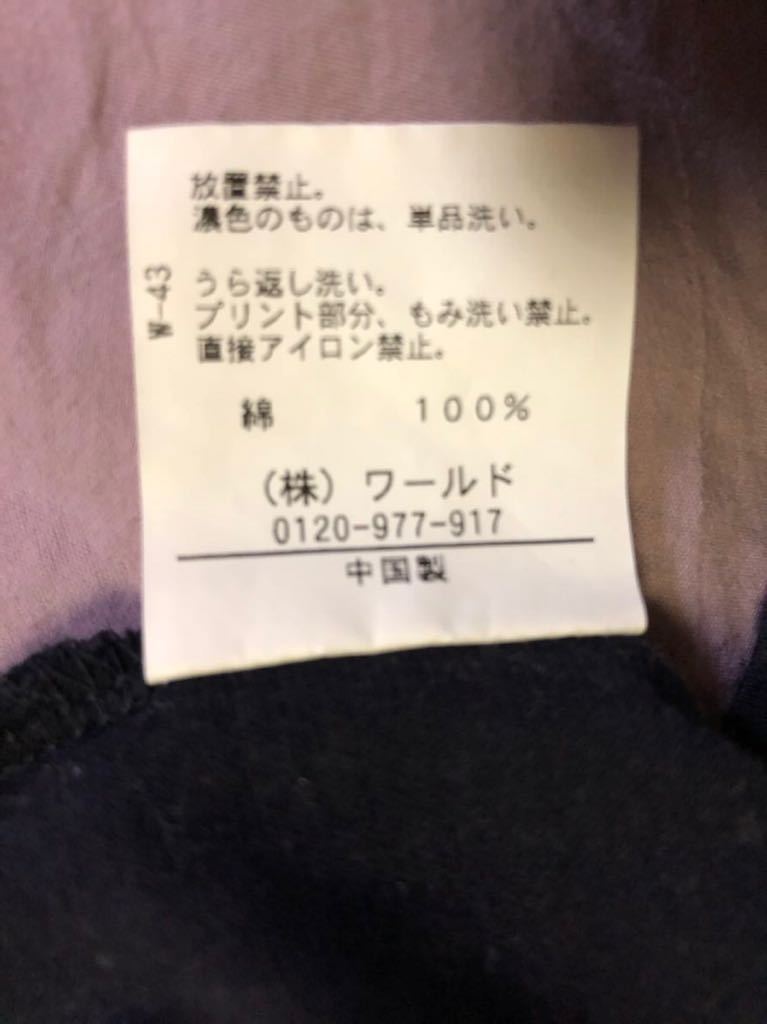 放置禁止。
濃色のものは、単品洗い。
W-43
うら返し洗い。
プリント部分、もみ洗い禁止。
直接アイロン禁止。
綿 100%
(株) ワールド
0120-977-917
中国製